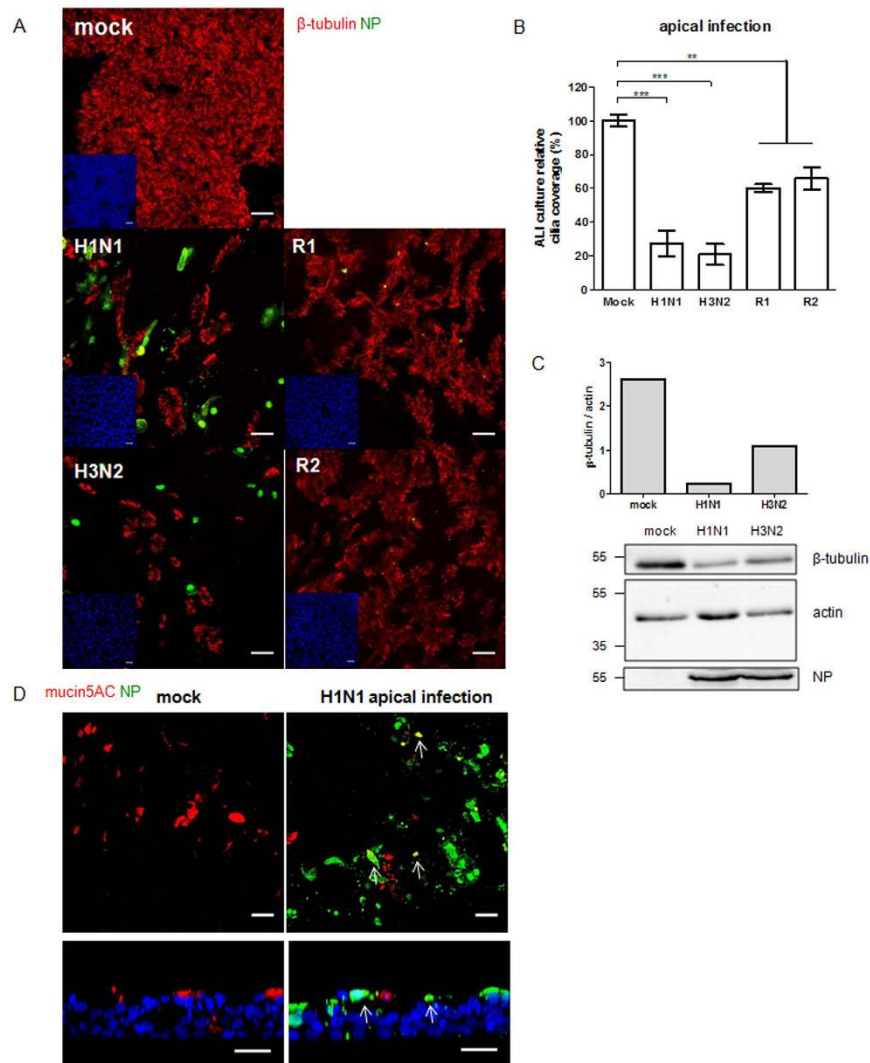 A
mock
β-tubulin NP
H1N1
R1
H3N2
R2
B
apical infection
**
***
***
ALI culture relative
cilia coverage (%)
120
100
80
60
40
20
0
Mock H1N1 H3N2 R1 R2
C
β-tubulin / actin
3
2
1
0
mock H1N1 H3N2
mock H1N1 H3N2
55 β-tubulin
55
actin
35
55 NP
D
mucin5AC NP
mock
H1N1 apical infection